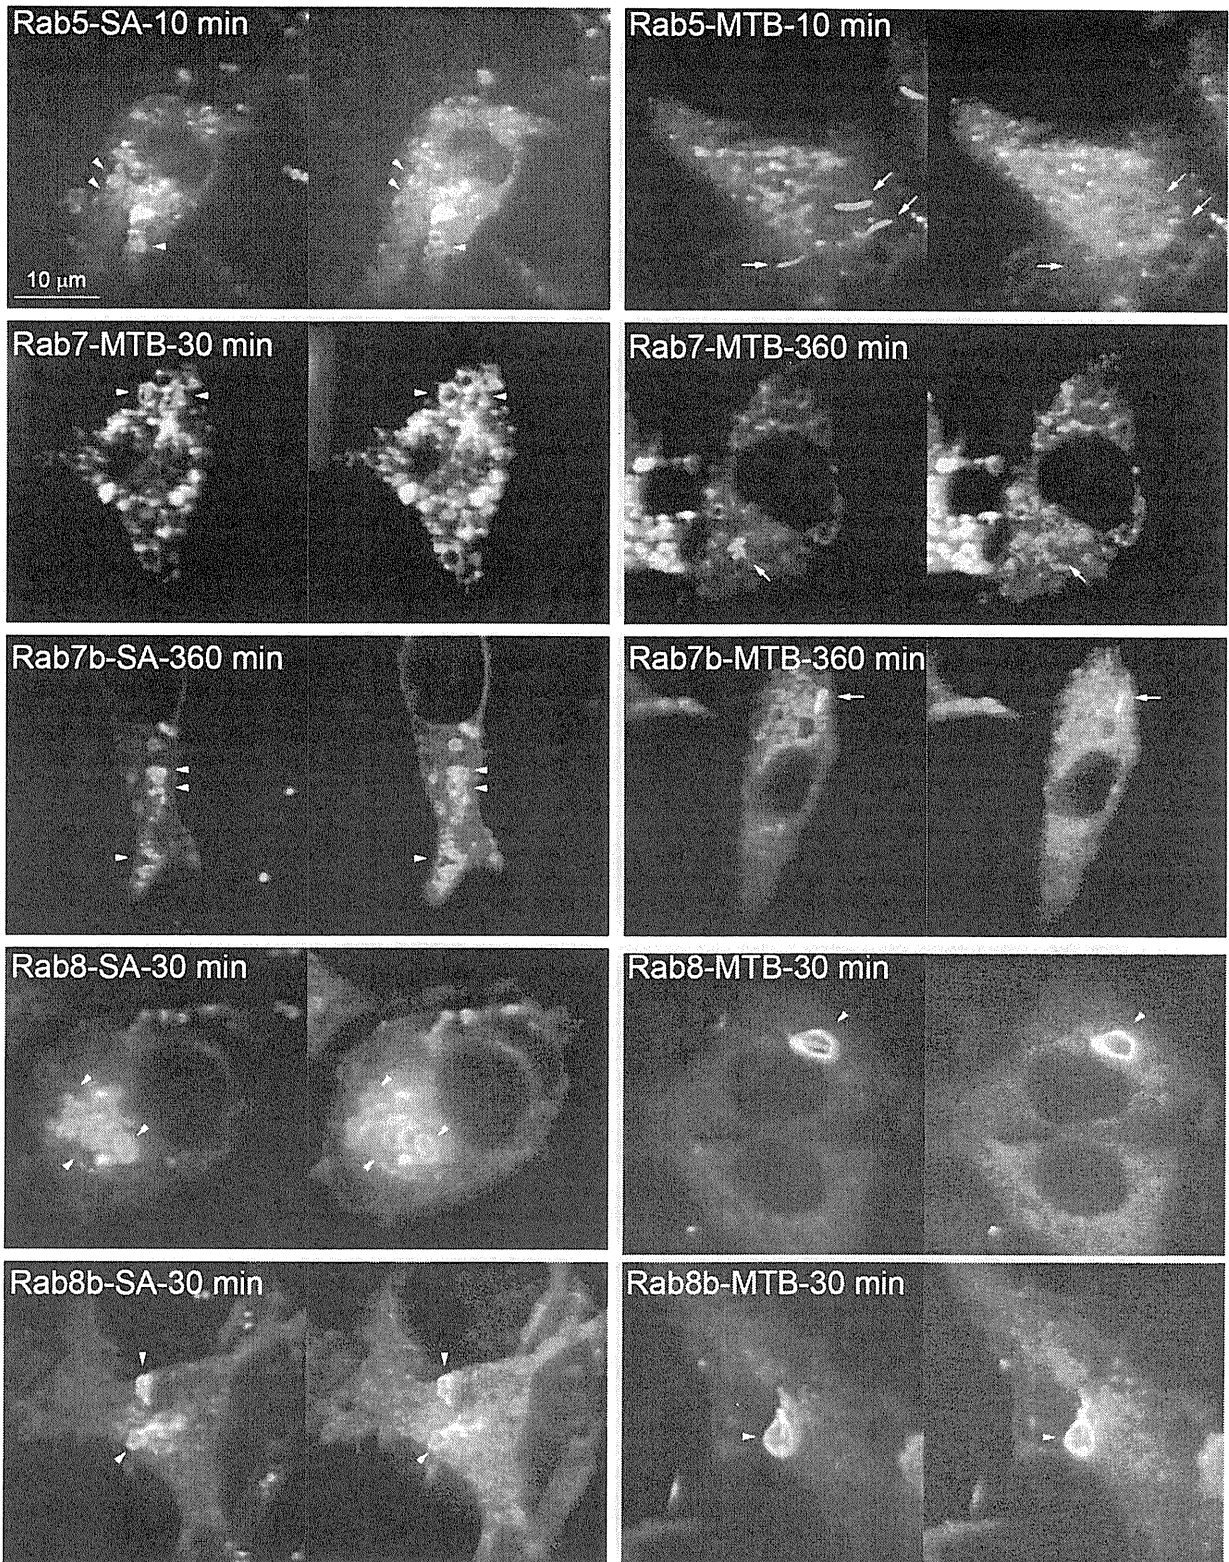 Rab5-SA-10 min
Rab5-MTB-10 min
10 μm
Rab7-MTB-30 min
Rab7-MTB-360 min
Rab7b-SA-360 min
Rab7b-MTB-360 min
Rab8-SA-30 min
Rab8-MTB-30 min
Rab8b-SA-30 min
Rab8b-MTB-30 min